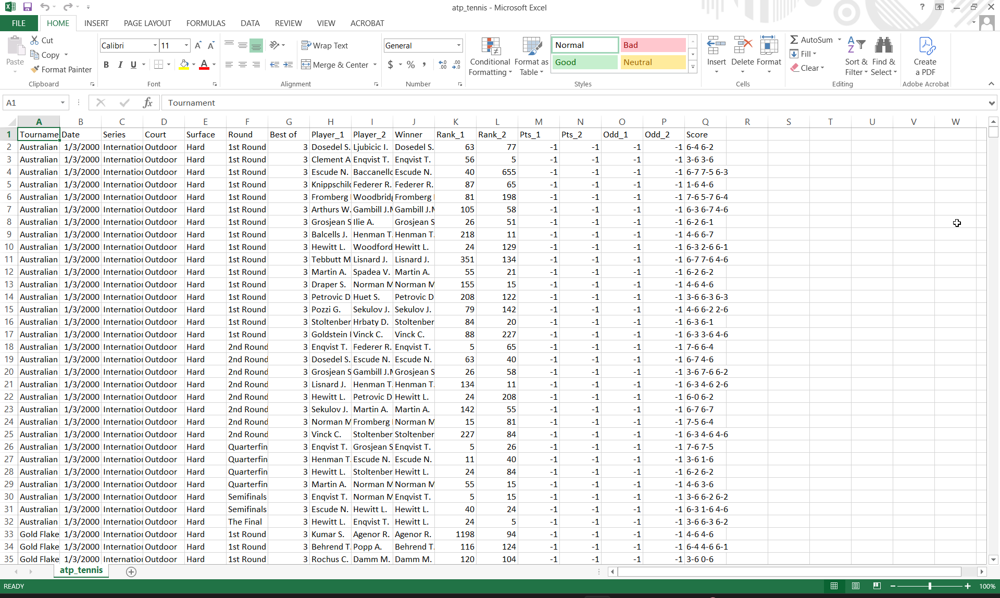 atp_tennis - Microsoft Excel
FILE HOME INSERT PAGE LAYOUT FORMULAS DATA REVIEW VIEW ACROBAT
Paste Cut Copy Format Painter Clipboard
Calibri 11 B I U A A Font
Wrap Text Merge & Center Alignment
General $ % , Number
Conditional Formatting Format as Table Normal Bad Good Neutral Styles
Insert Delete Format Cells
AutoSum Fill Clear Sort & Filter Find & Select Editing
Create a PDF Adobe Acrobat
A1 fx Tournament
A B C D E F G H I J K L M N O P Q R S T U V W
1 Tourname Date Series Court Surface Round Best of Player_1 Player_2 Winner Rank_1 Rank_2 Pts_1 Pts_2 Odd_1 Odd_2 Score
2 Australian 1/3/2000 Internatio Outdoor Hard 1st Round 3 Dosedel S. Ljubicic I. Dosedel S. 63 77 -1 -1 -1 -1 6-4 6-2
3 Australian 1/3/2000 Internatio Outdoor Hard 1st Round 3 Clement A Enqvist T. Enqvist T. 56 5 -1 -1 -1 -1 3-6 3-6
4 Australian 1/3/2000 Internatio Outdoor Hard 1st Round 3 Escude N. Baccanello Escude N. 40 655 -1 -1 -1 -1 6-7 7-5 6-3
5 Australian 1/3/2000 Internatio Outdoor Hard 1st Round 3 Knippschil Federer R. Federer R. 87 65 -1 -1 -1 -1 1-6 4-6
6 Australian 1/3/2000 Internatio Outdoor Hard 1st Round 3 Fromberg Woodbridg Fromberg 81 198 -1 -1 -1 -1 7-6 5-7 6-4
7 Australian 1/3/2000 Internatio Outdoor Hard 1st Round 3 Arthurs W. Gambill J.M Gambill J.M 105 58 -1 -1 -1 -1 6-3 6-7 4-6
8 Australian 1/3/2000 Internatio Outdoor Hard 1st Round 3 Grosjean S Ilie A. Grosjean S 26 51 -1 -1 -1 -1 6-2 6-1
9 Australian 1/3/2000 Internatio Outdoor Hard 1st Round 3 Balcells J. Henman T. Henman T. 218 11 -1 -1 -1 -1 4-6 6-7
10 Australian 1/3/2000 Internatio Outdoor Hard 1st Round 3 Hewitt L. Woodford Hewitt L. 24 129 -1 -1 -1 -1 6-3 2-6 6-1
11 Australian 1/3/2000 Internatio Outdoor Hard 1st Round 3 Tebbutt M Lisnard J. Lisnard J. 351 134 -1 -1 -1 -1 6-7 7-6 4-6
12 Australian 1/3/2000 Internatio Outdoor Hard 1st Round 3 Martin A. Spadea V. Martin A. 55 21 -1 -1 -1 -1 6-2 6-2
13 Australian 1/3/2000 Internatio Outdoor Hard 1st Round 3 Draper S. Norman M Norman M 155 15 -1 -1 -1 -1 4-6 4-6
14 Australian 1/3/2000 Internatio Outdoor Hard 1st Round 3 Petrovic D Huet S. Petrovic D 208 122 -1 -1 -1 -1 3-6 6-3 6-3
15 Australian 1/3/2000 Internatio Outdoor Hard 1st Round 3 Pozzi G. Sekulov J. Sekulov J. 79 142 -1 -1 -1 -1 4-6 6-2 2-6
16 Australian 1/3/2000 Internatio Outdoor Hard 1st Round 3 Stoltenber Hrbaty D. Stoltenber 84 20 -1 -1 -1 -1 6-3 6-1
17 Australian 1/3/2000 Internatio Outdoor Hard 1st Round 3 Goldstein Vinck C. Vinck C. 88 227 -1 -1 -1 -1 6-3 3-6 4-6
18 Australian 1/3/2000 Internatio Outdoor Hard 2nd Round 3 Enqvist T. Federer R. Enqvist T. 5 65 -1 -1 -1 -1 7-6 6-4
19 Australian 1/3/2000 Internatio Outdoor Hard 2nd Round 3 Dosedel S. Escude N. Escude N. 63 40 -1 -1 -1 -1 6-7 4-6
20 Australian 1/3/2000 Internatio Outdoor Hard 2nd Round 3 Grosjean S Gambill J.M Grosjean S 26 58 -1 -1 -1 -1 3-6 7-6 6-2
21 Australian 1/3/2000 Internatio Outdoor Hard 2nd Round 3 Lisnard J. Henman T. Henman T. 134 11 -1 -1 -1 -1 6-3 4-6 2-6
22 Australian 1/3/2000 Internatio Outdoor Hard 2nd Round 3 Hewitt L. Petrovic D Hewitt L. 24 208 -1 -1 -1 -1 6-0 6-2
23 Australian 1/3/2000 Internatio Outdoor Hard 2nd Round 3 Sekulov J. Martin A. Martin A. 142 55 -1 -1 -1 -1 6-7 6-7
24 Australian 1/3/2000 Internatio Outdoor Hard 2nd Round 3 Norman M Fromberg Norman M 15 81 -1 -1 -1 -1 7-5 6-4
25 Australian 1/3/2000 Internatio Outdoor Hard 2nd Round 3 Vinck C. Stoltenber Stoltenber 227 84 -1 -1 -1 -1 6-3 4-6 4-6
26 Australian 1/3/2000 Internatio Outdoor Hard Quarterfin 3 Enqvist T. Grosjean S Enqvist T. 5 26 -1 -1 -1 -1 7-6 7-5
27 Australian 1/3/2000 Internatio Outdoor Hard Quarterfin 3 Henman T. Escude N. Escude N. 11 40 -1 -1 -1 -1 3-6 1-6
28 Australian 1/3/2000 Internatio Outdoor Hard Quarterfin 3 Hewitt L. Stoltenber Hewitt L. 24 84 -1 -1 -1 -1 6-2 6-2
29 Australian 1/3/2000 Internatio Outdoor Hard Quarterfin 3 Martin A. Norman M Norman M 55 15 -1 -1 -1 -1 4-6 3-6
30 Australian 1/3/2000 Internatio Outdoor Hard Semifinals 3 Enqvist T. Norman M Enqvist T. 5 15 -1 -1 -1 -1 3-6 6-2 6-2
31 Australian 1/3/2000 Internatio Outdoor Hard Semifinals 3 Escude N. Hewitt L. Hewitt L. 40 24 -1 -1 -1 -1 6-3 1-6 4-6
32 Australian 1/3/2000 Internatio Outdoor Hard The Final 3 Hewitt L. Enqvist T. Hewitt L. 24 5 -1 -1 -1 -1 3-6 6-3 6-2
33 Gold Flake 1/3/2000 Internatio Outdoor Hard 1st Round 3 Kumar S. Agenor R. Agenor R. 1198 94 -1 -1 -1 -1 4-6 4-6
34 Gold Flake 1/3/2000 Internatio Outdoor Hard 1st Round 3 Behrend T. Popp A. Behrend T. 116 124 -1 -1 -1 -1 6-4 4-6 6-1
35 Gold Flake 1/3/2000 Internatio Outdoor Hard 1st Round 3 Rochus C. Damm M. Damm M. 120 104 -1 -1 -1 -1 3-6 0-6
atp_tennis
READY 100%